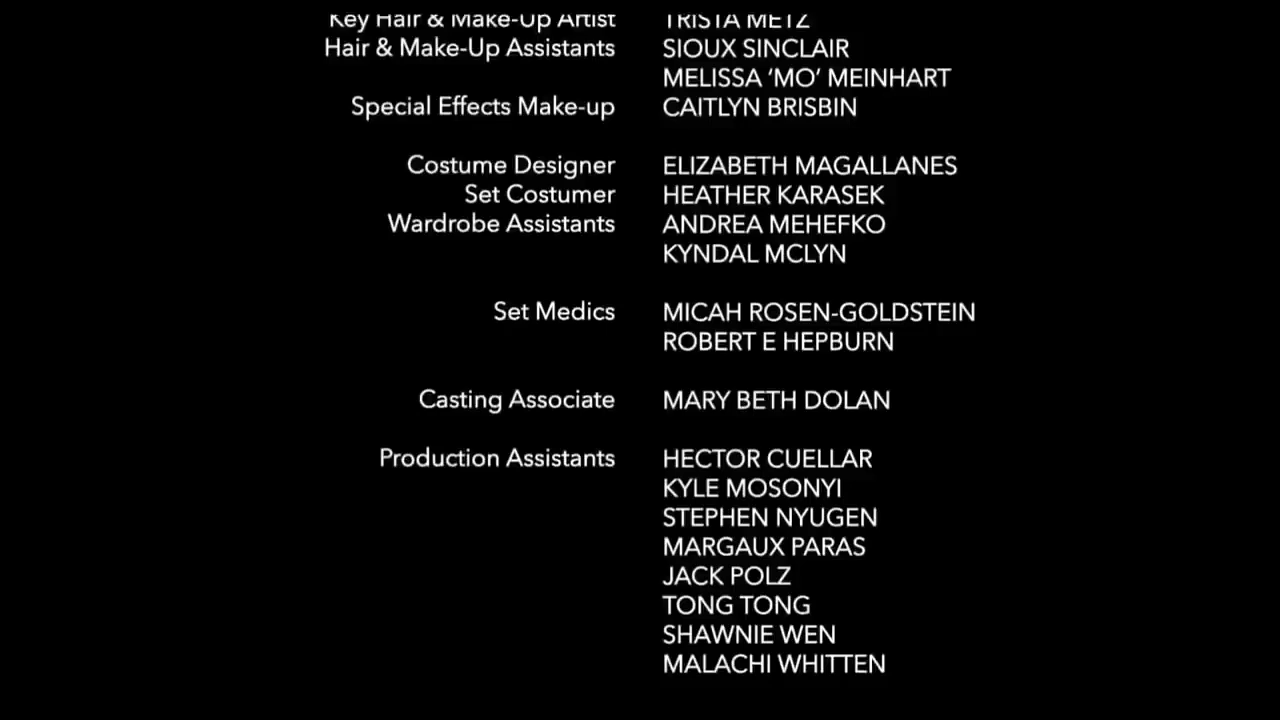 Key Hair & Make-Up Artist TRISTA METZ
Hair & Make-Up Assistants SIOUX SINCLAIR
MELISSA ‘MO’ MEINHART
Special Effects Make-up CAITLYN BRISBIN
Costume Designer ELIZABETH MAGALLANES
Set Costumer HEATHER KARASEK
Wardrobe Assistants ANDREA MEHEFKO
KYNDAL MCLYN
Set Medics MICAH ROSEN-GOLDSTEIN
ROBERT E HEPBURN
Casting Associate MARY BETH DOLAN
Production Assistants HECTOR CUELLAR
KYLE MOSONYI
STEPHEN NYUGEN
MARGAUX PARAS
JACK POLZ
TONG TONG
SHAWNIE WEN
MALACHI WHITTEN